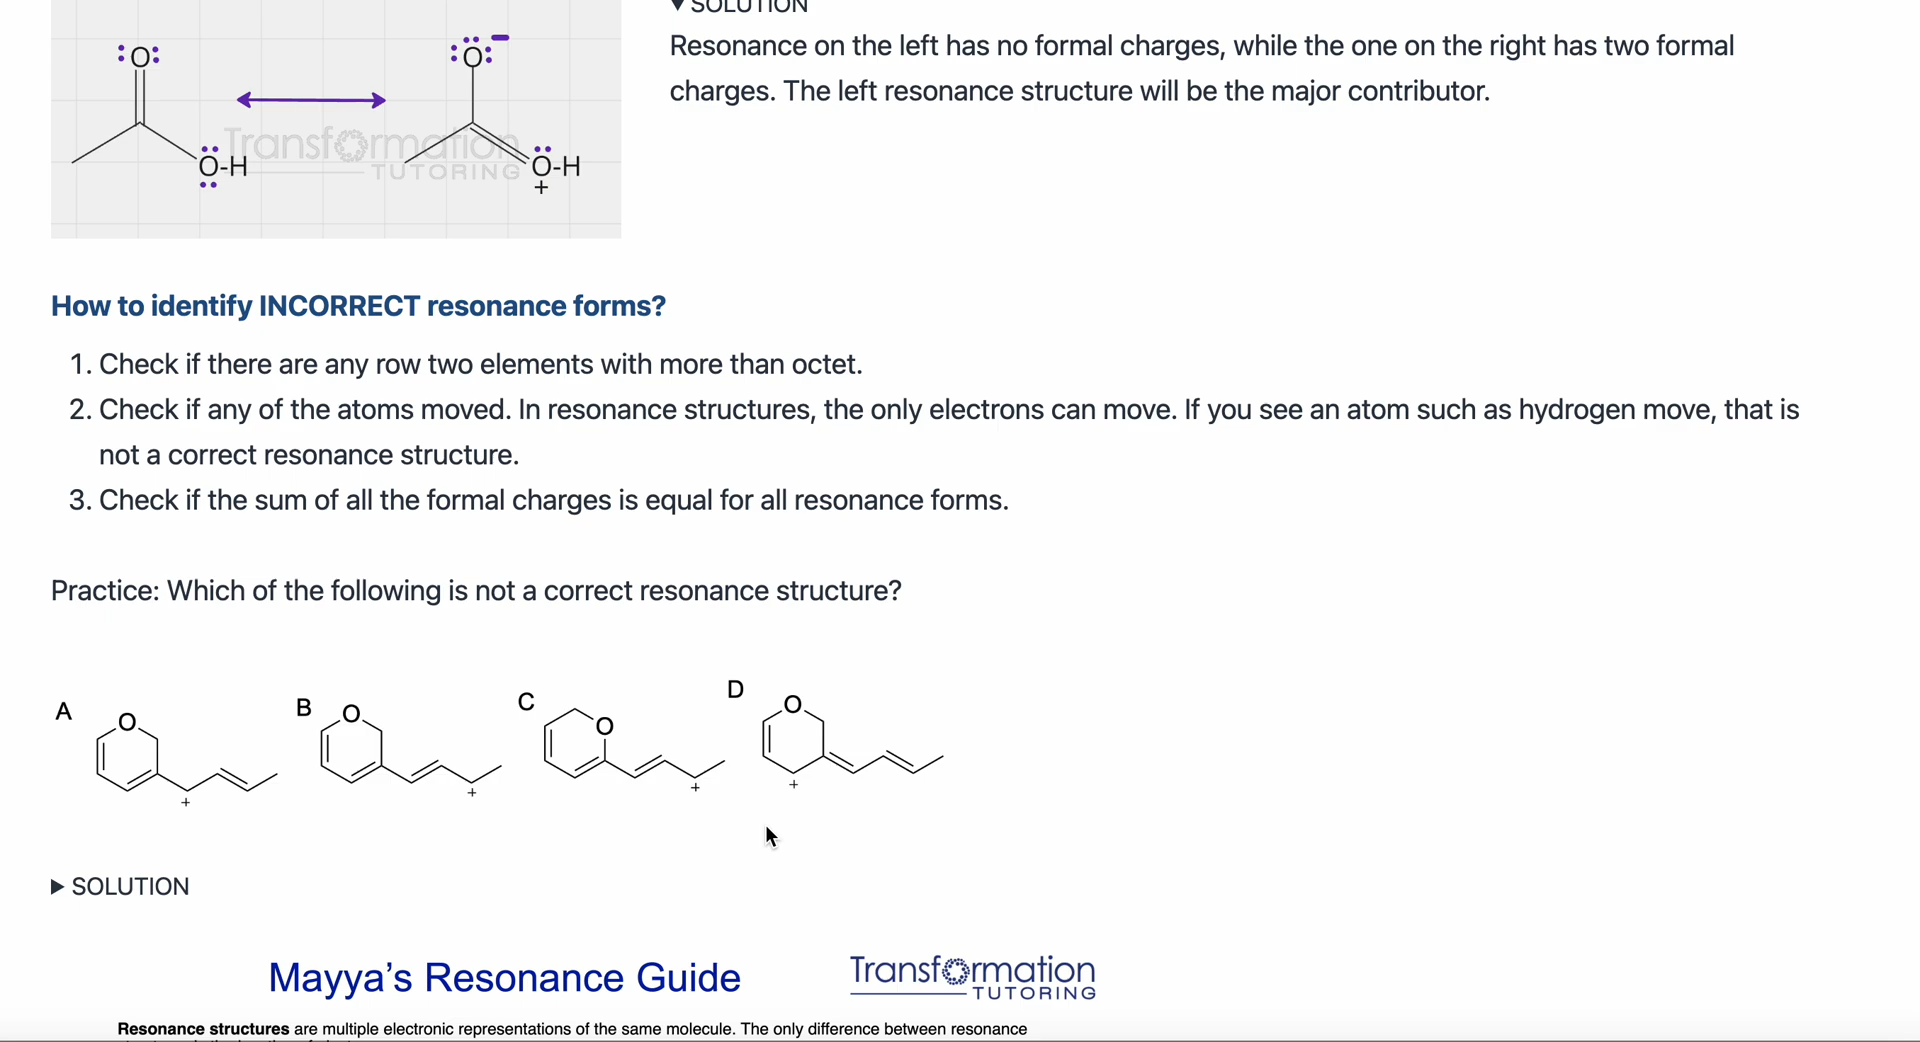 ▼ SOLUTION
Resonance on the left has no formal charges, while the one on the right has two formal
charges. The left resonance structure will be the major contributor.
:O: :O:
O-H O-H
+
Transformation
TUTORING
How to identify INCORRECT resonance forms?
1. Check if there are any row two elements with more than octet.
2. Check if any of the atoms moved. In resonance structures, the only electrons can move. If you see an atom such as hydrogen move, that is
not a correct resonance structure.
3. Check if the sum of all the formal charges is equal for all resonance forms.
Practice: Which of the following is not a correct resonance structure?
A O B O C O D O
+ + + +
▶ SOLUTION
Mayya's Resonance Guide
Transformation
TUTORING
Resonance structures are multiple electronic representations of the same molecule. The only difference between resonance